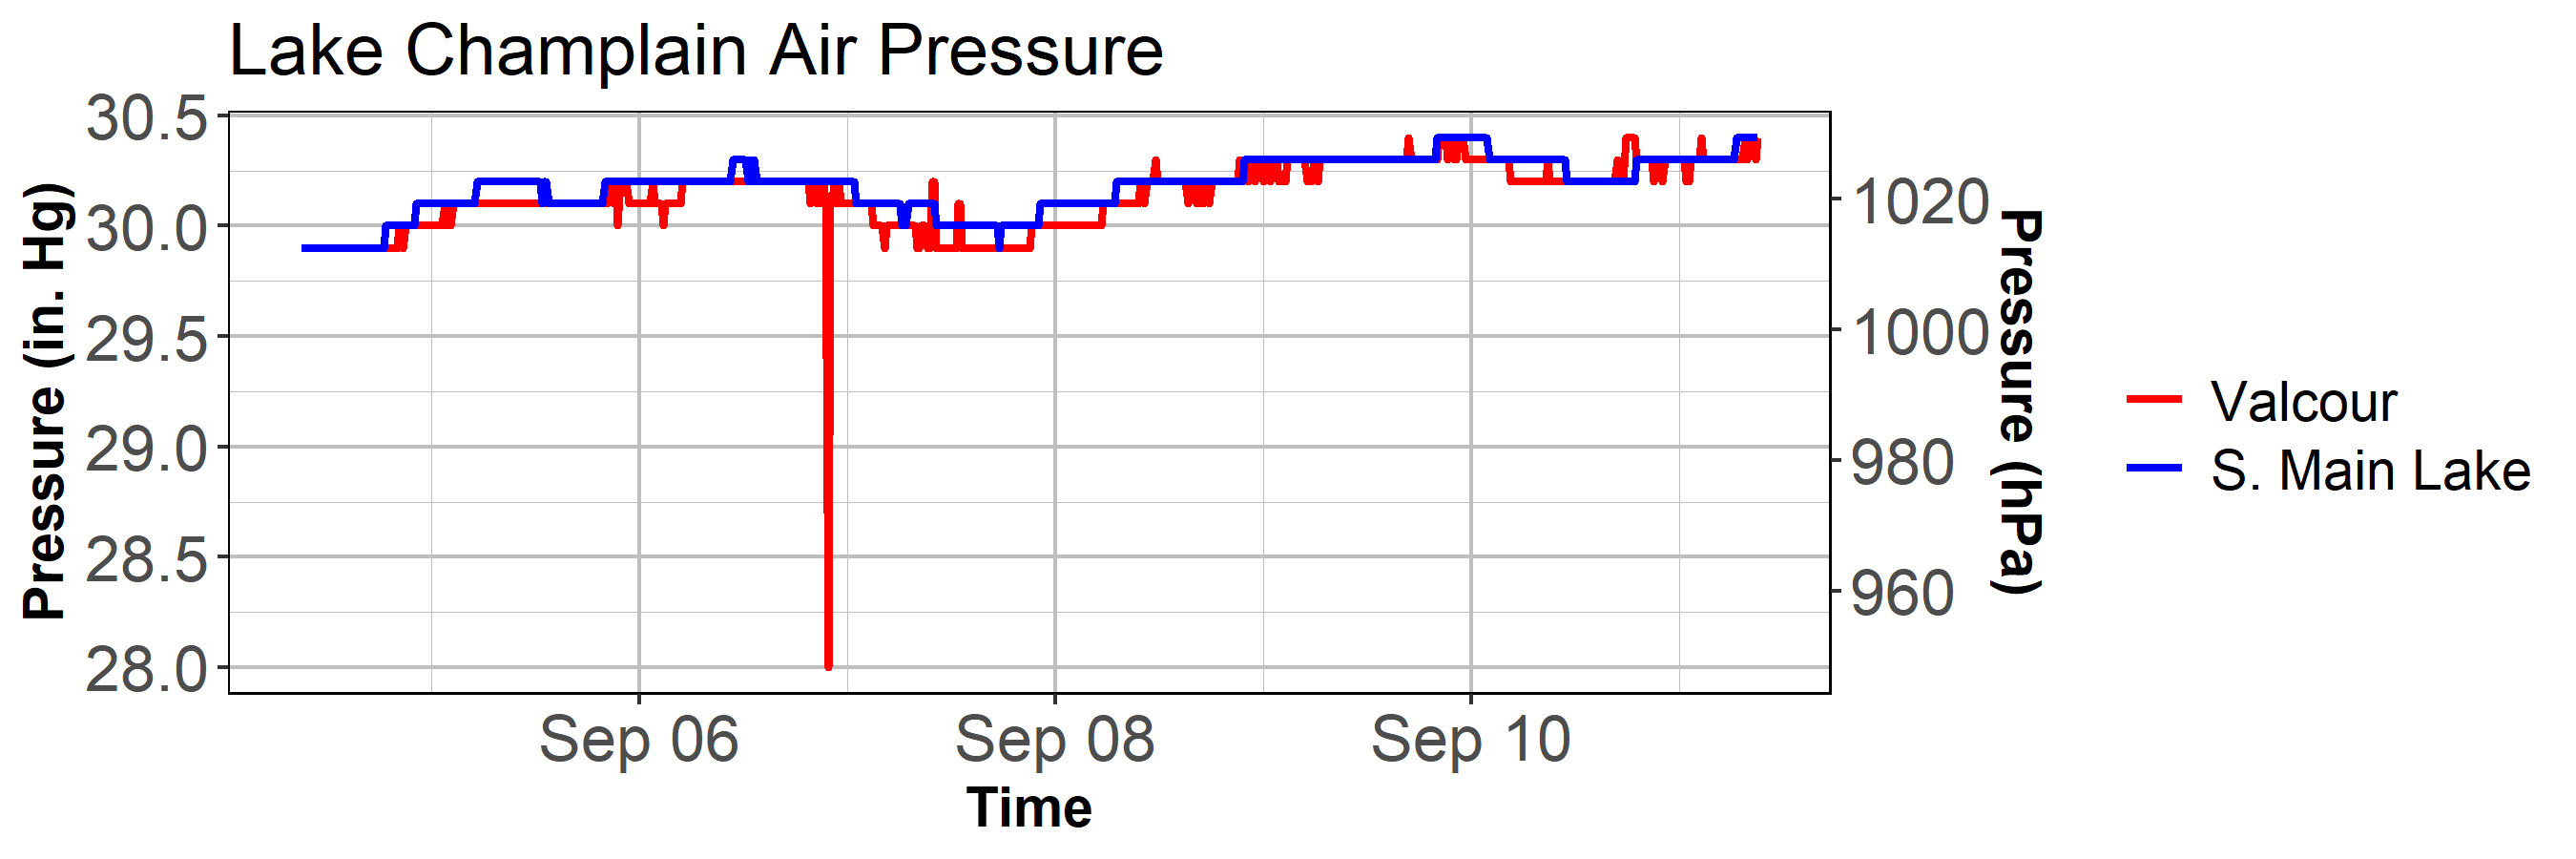 Lake Champlain Air Pressure
30.5
30.0
29.5
29.0
28.5
28.0
Pressure (in. Hg)
1020
1000
980
960
Pressure (hPa)
Sep 06
Sep 08
Sep 10
Time
Valcour
S. Main Lake